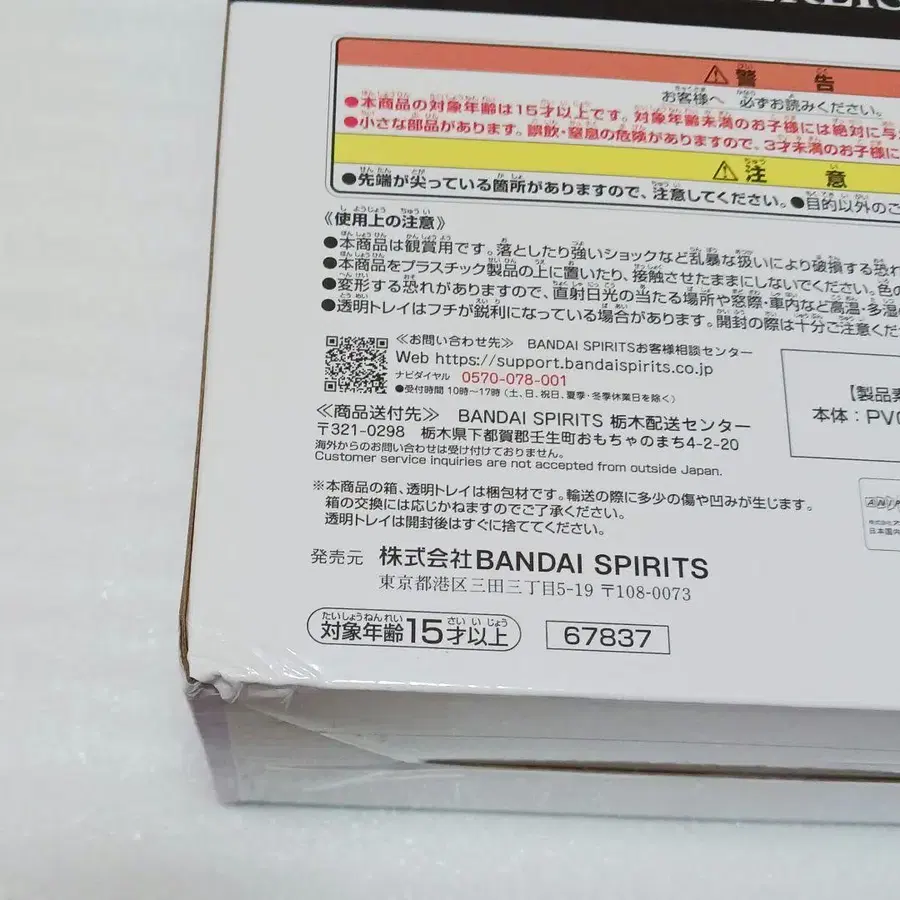 ⚠警告
お客様へ 必ずお読みください。
●本商品の対象年齢は15才以上です。対象年齢未満のお子様には絶対に与え
●小さな部品があります。誤飲・窒息の危険がありますので、3才未満のお子様に
⚠注意
●先端が尖っている箇所がありますので、注意してください。●目的以外のご
《使用上の注意》
●本商品は観賞用です。落としたり強いショックなど乱暴な扱いにより破損する恐れ
●本商品をプラスチック製品の上に置いたり、接触させたままにしないでください。色の
●変形する恐れがありますので、直射日光の当たる場所や窓際・車内など高温・多湿
●透明トレイはフチが鋭利になっている場合があります。開封の際は十分ご注意くださ
≪お問い合わせ先≫ BANDAI SPIRITSお客様相談センター
Web https://support.bandaispirits.co.jp
ナビダイヤル 0570-078-001
●受付時間 10時〜17時(土、日、祝日、夏季・冬季休業日を除く)
≪商品送付先≫ BANDAI SPIRITS 栃木配送センター
〒321-0298 栃木県下都賀郡壬生町おもちゃのまち4-2-20
海外からのお問い合わせは受け付けておりません。
Customer service inquiries are not accepted from outside Japan.
【製品素
本体:PVC
※本商品の箱、透明トレイは梱包材です。輸送の際に多少の傷や凹みが生じます。
箱の交換には応じかねますのでご了承ください。
透明トレイは開封後はすぐに捨ててください。
発売元 株式会社BANDAI SPIRITS
東京都港区三田三丁目5-19 〒108-0073
対象年齢15才以上
67837